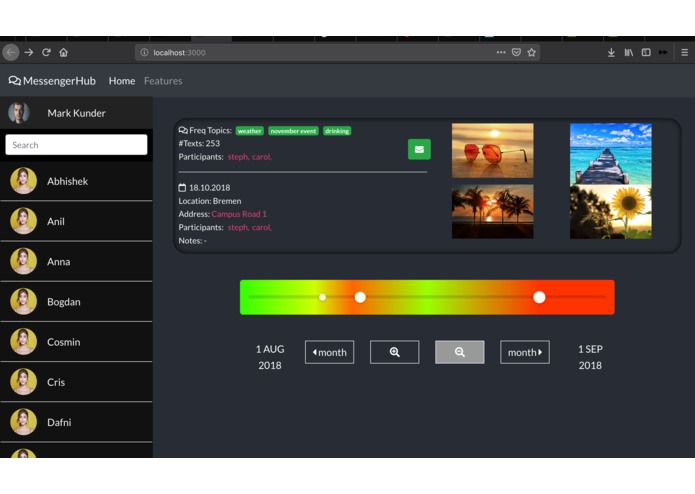 localhost:3000
MessengerHub Home Features
Mark Kunder
Search
Abhishek
Anil
Anna
Bogdan
Cosmin
Cris
Dafni
Freq Topics: weather november event drinking
#Texts: 253
Participants: steph, carol,
18.10.2018
Location: Bremen
Address: Campus Road 1
Participants: steph, carol,
Notes: -
1 AUG
2018
month
month
1 SEP
2018